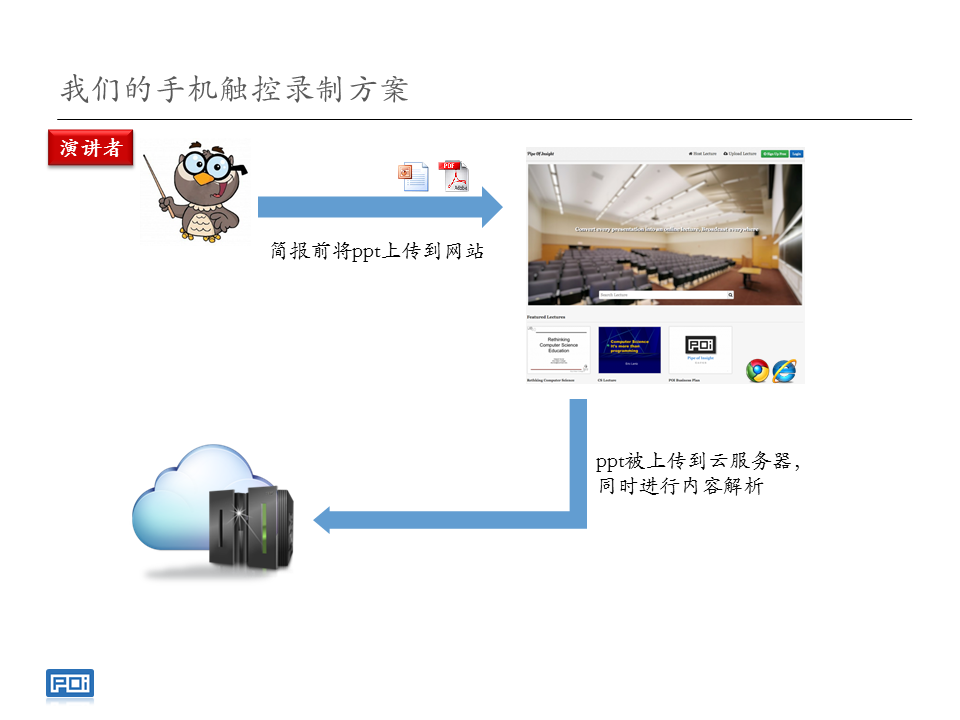 我们的手机触控录制方案
演讲者
PDF
Adobe
简报前将ppt上传到网站
Pipe Of Insight
Host Lecture
Upload Lecture
Sign Up Free
Login
Convert every presentation into an online lecture. Broadcast everywhere
Search Lecture
Featured Lectures
Rethinking
Computer Science
Education
Computer Science
It's more than
programming
POi
Pipe of Insight
Rethinking Computer Science
CS Lecture
POI Business Plan
ppt被上传到云服务器，
同时进行内容解析
POi